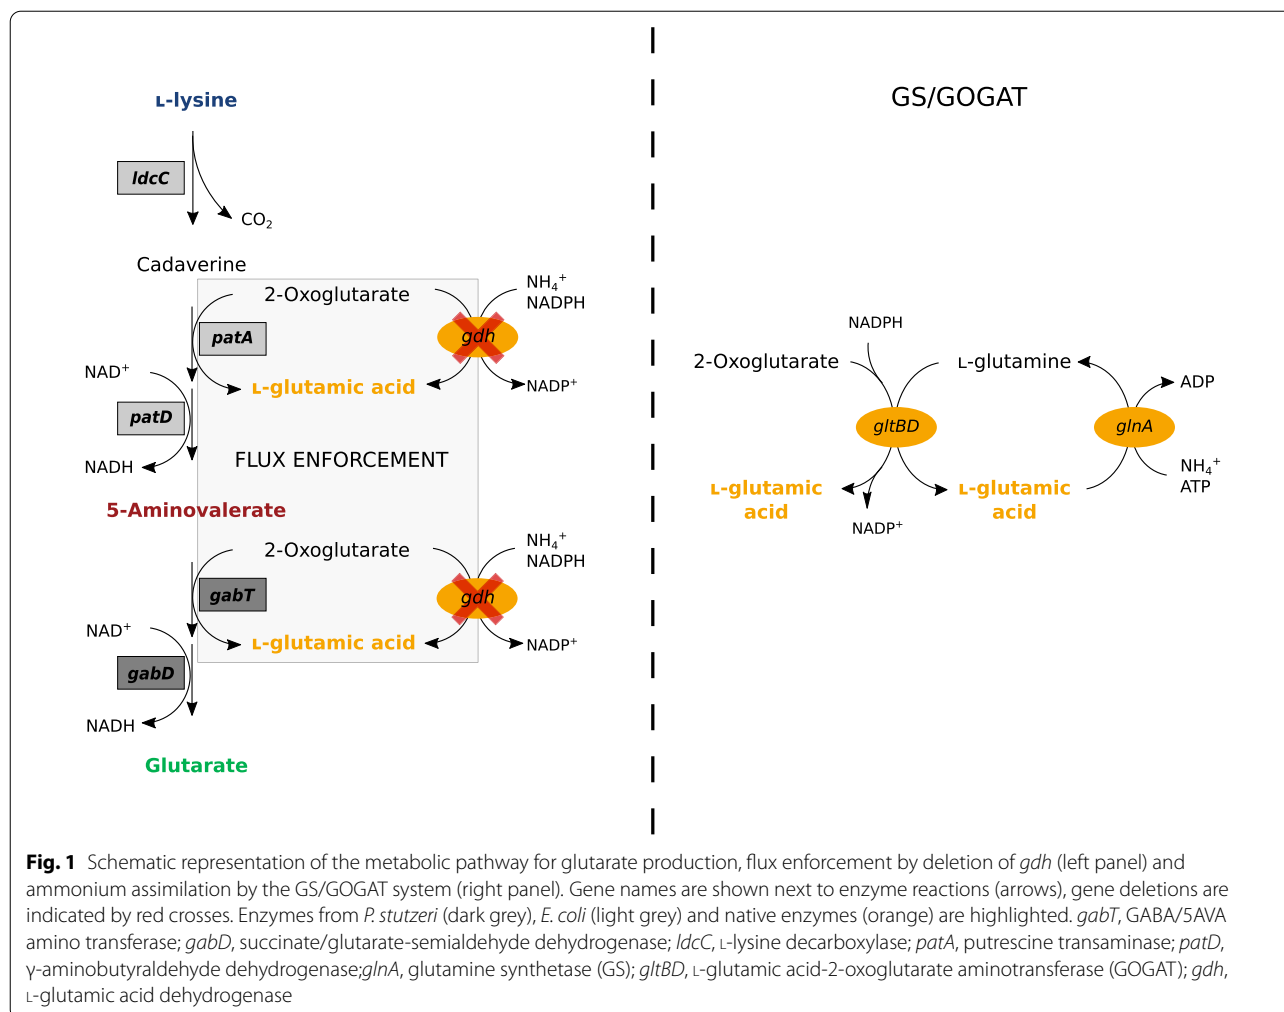 ʟ-lysine
ldcC
CO₂
Cadaverine
2-Oxoglutarate
NH₄⁺
NADPH
patA
gdh
NAD⁺
ʟ-glutamic acid
NADP⁺
patD
NADH
FLUX ENFORCEMENT
5-Aminovalerate
2-Oxoglutarate
NH₄⁺
NADPH
gabT
gdh
NAD⁺
ʟ-glutamic acid
NADP⁺
gabD
NADH
Glutarate
GS/GOGAT
NADPH
2-Oxoglutarate
ʟ-glutamine
ADP
gltBD
glnA
NH₄⁺
ATP
ʟ-glutamic
acid
ʟ-glutamic
acid
NADP⁺
Fig. 1 Schematic representation of the metabolic pathway for glutarate production, flux enforcement by deletion of gdh (left panel) and
ammonium assimilation by the GS/GOGAT system (right panel). Gene names are shown next to enzyme reactions (arrows), gene deletions are
indicated by red crosses. Enzymes from P. stutzeri (dark grey), E. coli (light grey) and native enzymes (orange) are highlighted. gabT, GABA/5AVA
amino transferase; gabD, succinate/glutarate-semialdehyde dehydrogenase; ldcC, ʟ-lysine decarboxylase; patA, putrescine transaminase; patD,
γ-aminobutyraldehyde dehydrogenase;glnA, glutamine synthetase (GS); gltBD, ʟ-glutamic acid-2-oxoglutarate aminotransferase (GOGAT); gdh,
ʟ-glutamic acid dehydrogenase